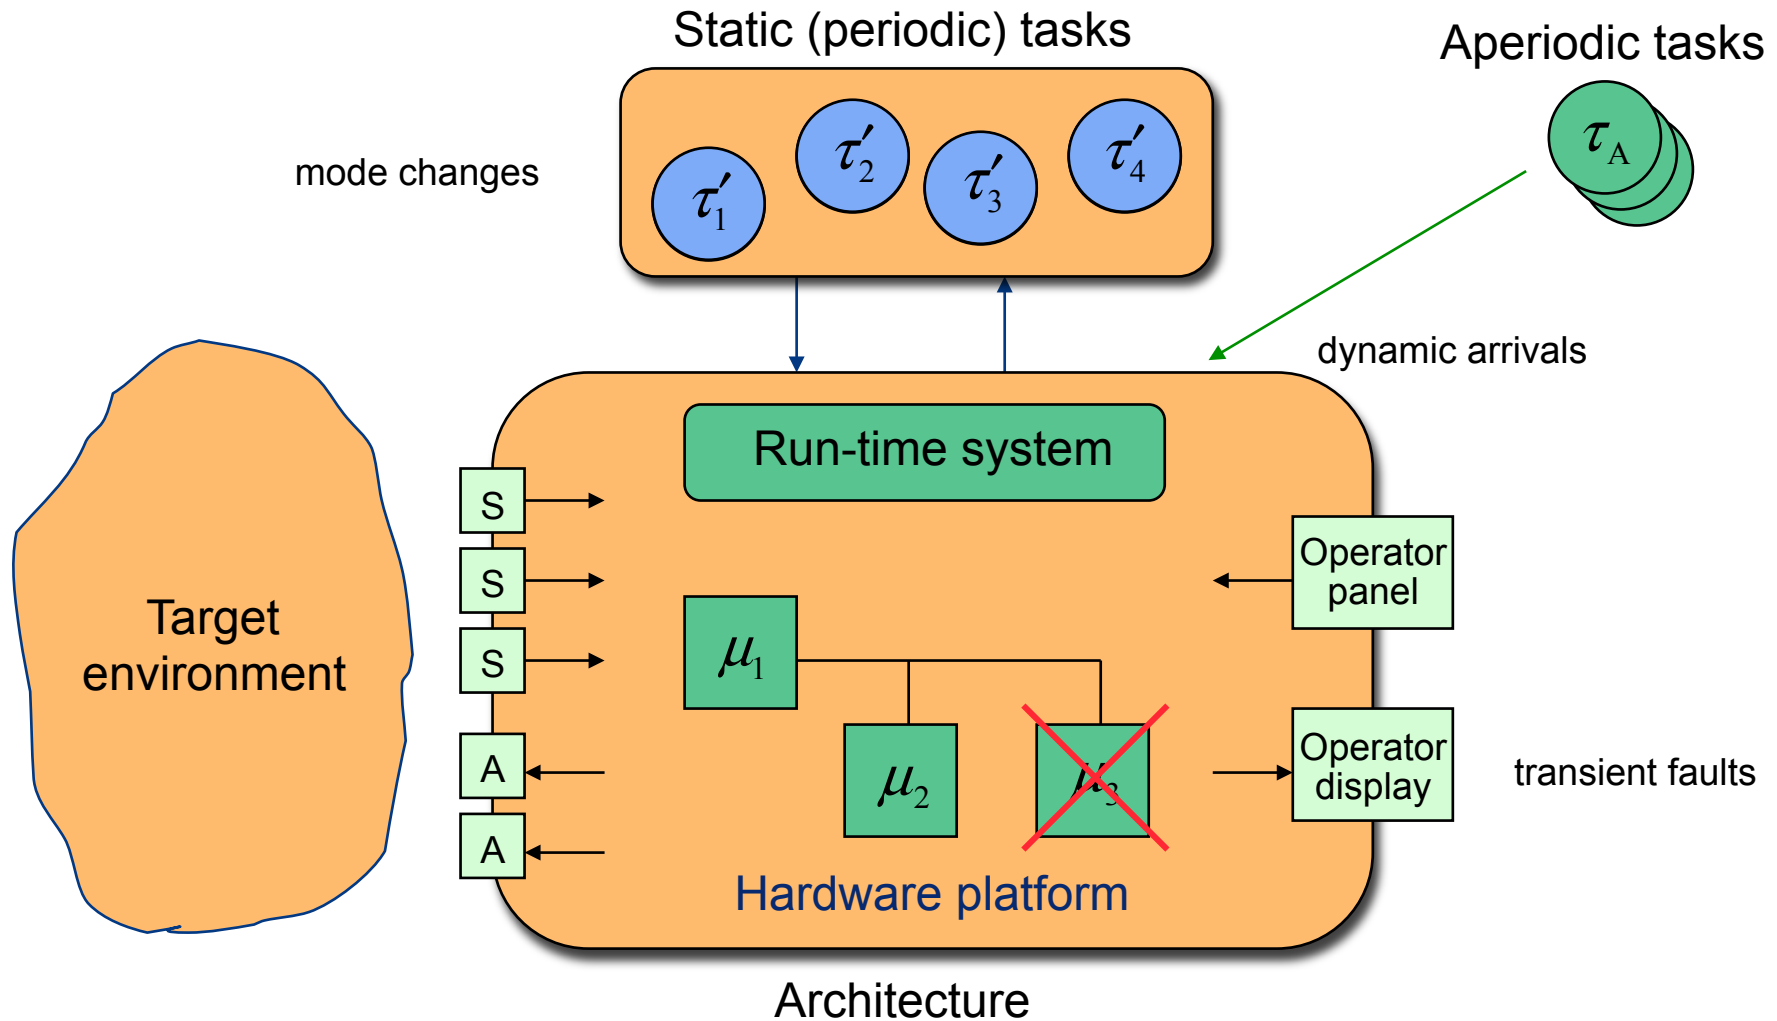 Static (periodic) tasks
Aperiodic tasks
mode changes
τ′1
τ′2
τ′3
τ′4
τA
dynamic arrivals
Run-time system
S
S
S
A
A
Target
environment
μ1
μ2
μ3
Operator
panel
Operator
display
transient faults
Hardware platform
Architecture